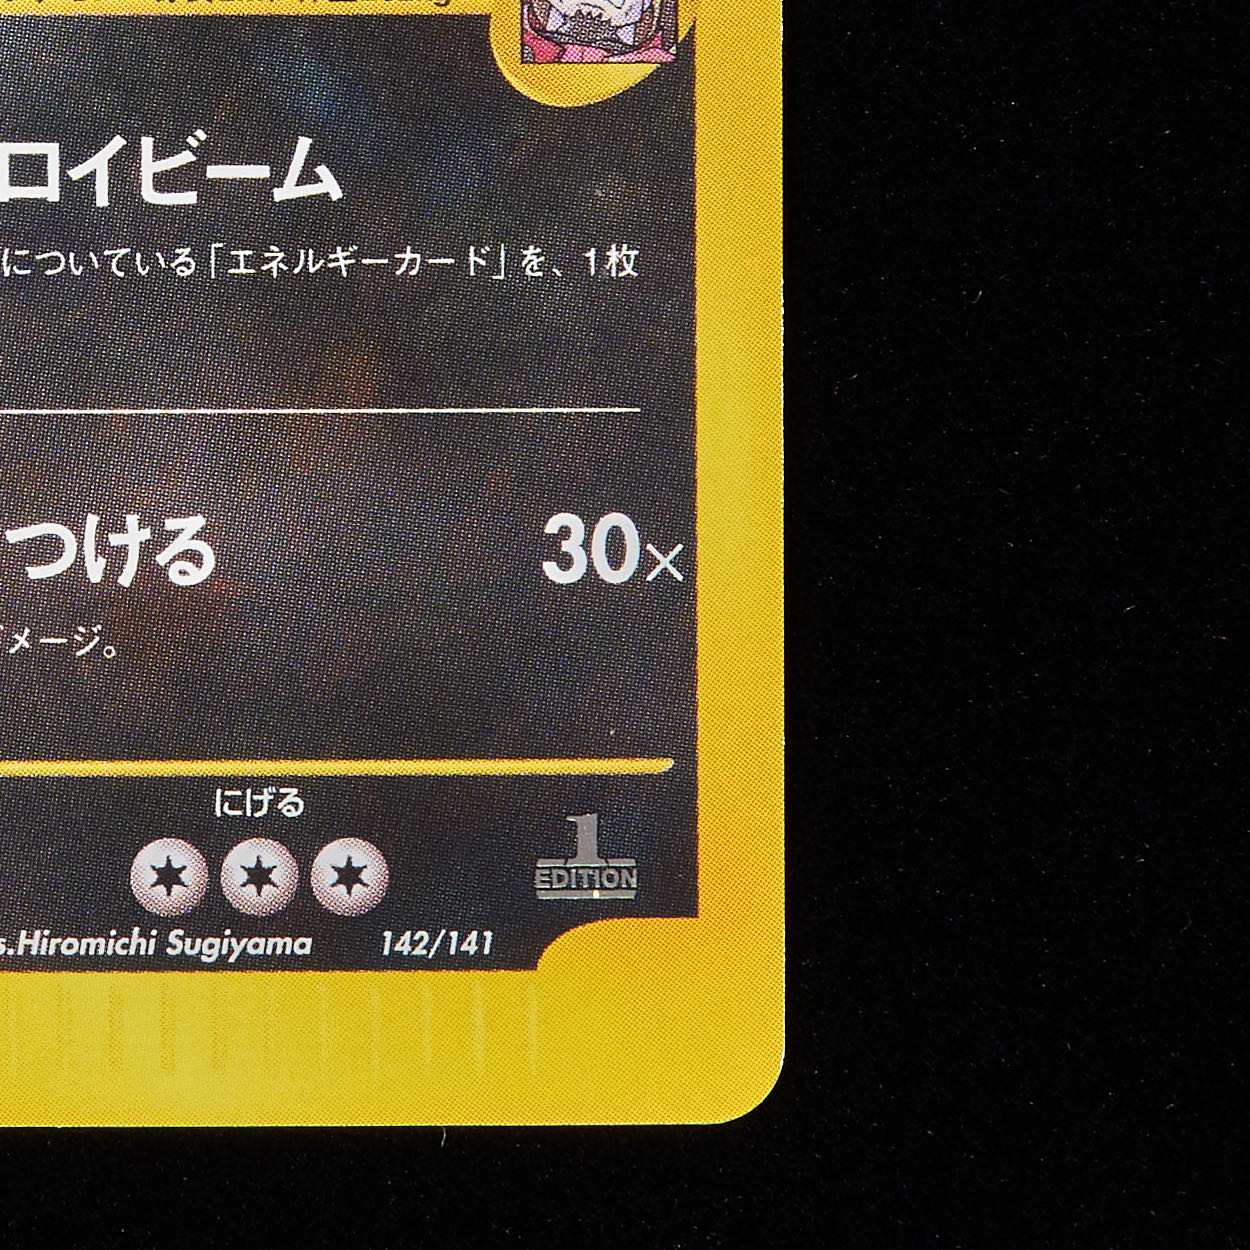 ロイビーム
についている「エネルギーカード」を、1枚
つける 30×
メージ。
にげる
1
EDITION
s.Hiromichi Sugiyama 142/141